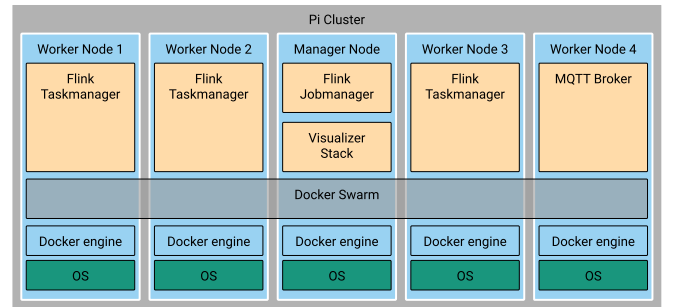 Pi Cluster
Worker Node 1
Worker Node 2
Manager Node
Worker Node 3
Worker Node 4
Flink
Taskmanager
Flink
Taskmanager
Flink
Jobmanager
Visualizer
Stack
Flink
Taskmanager
MQTT Broker
Docker Swarm
Docker engine
Docker engine
Docker engine
Docker engine
Docker engine
OS
OS
OS
OS
OS